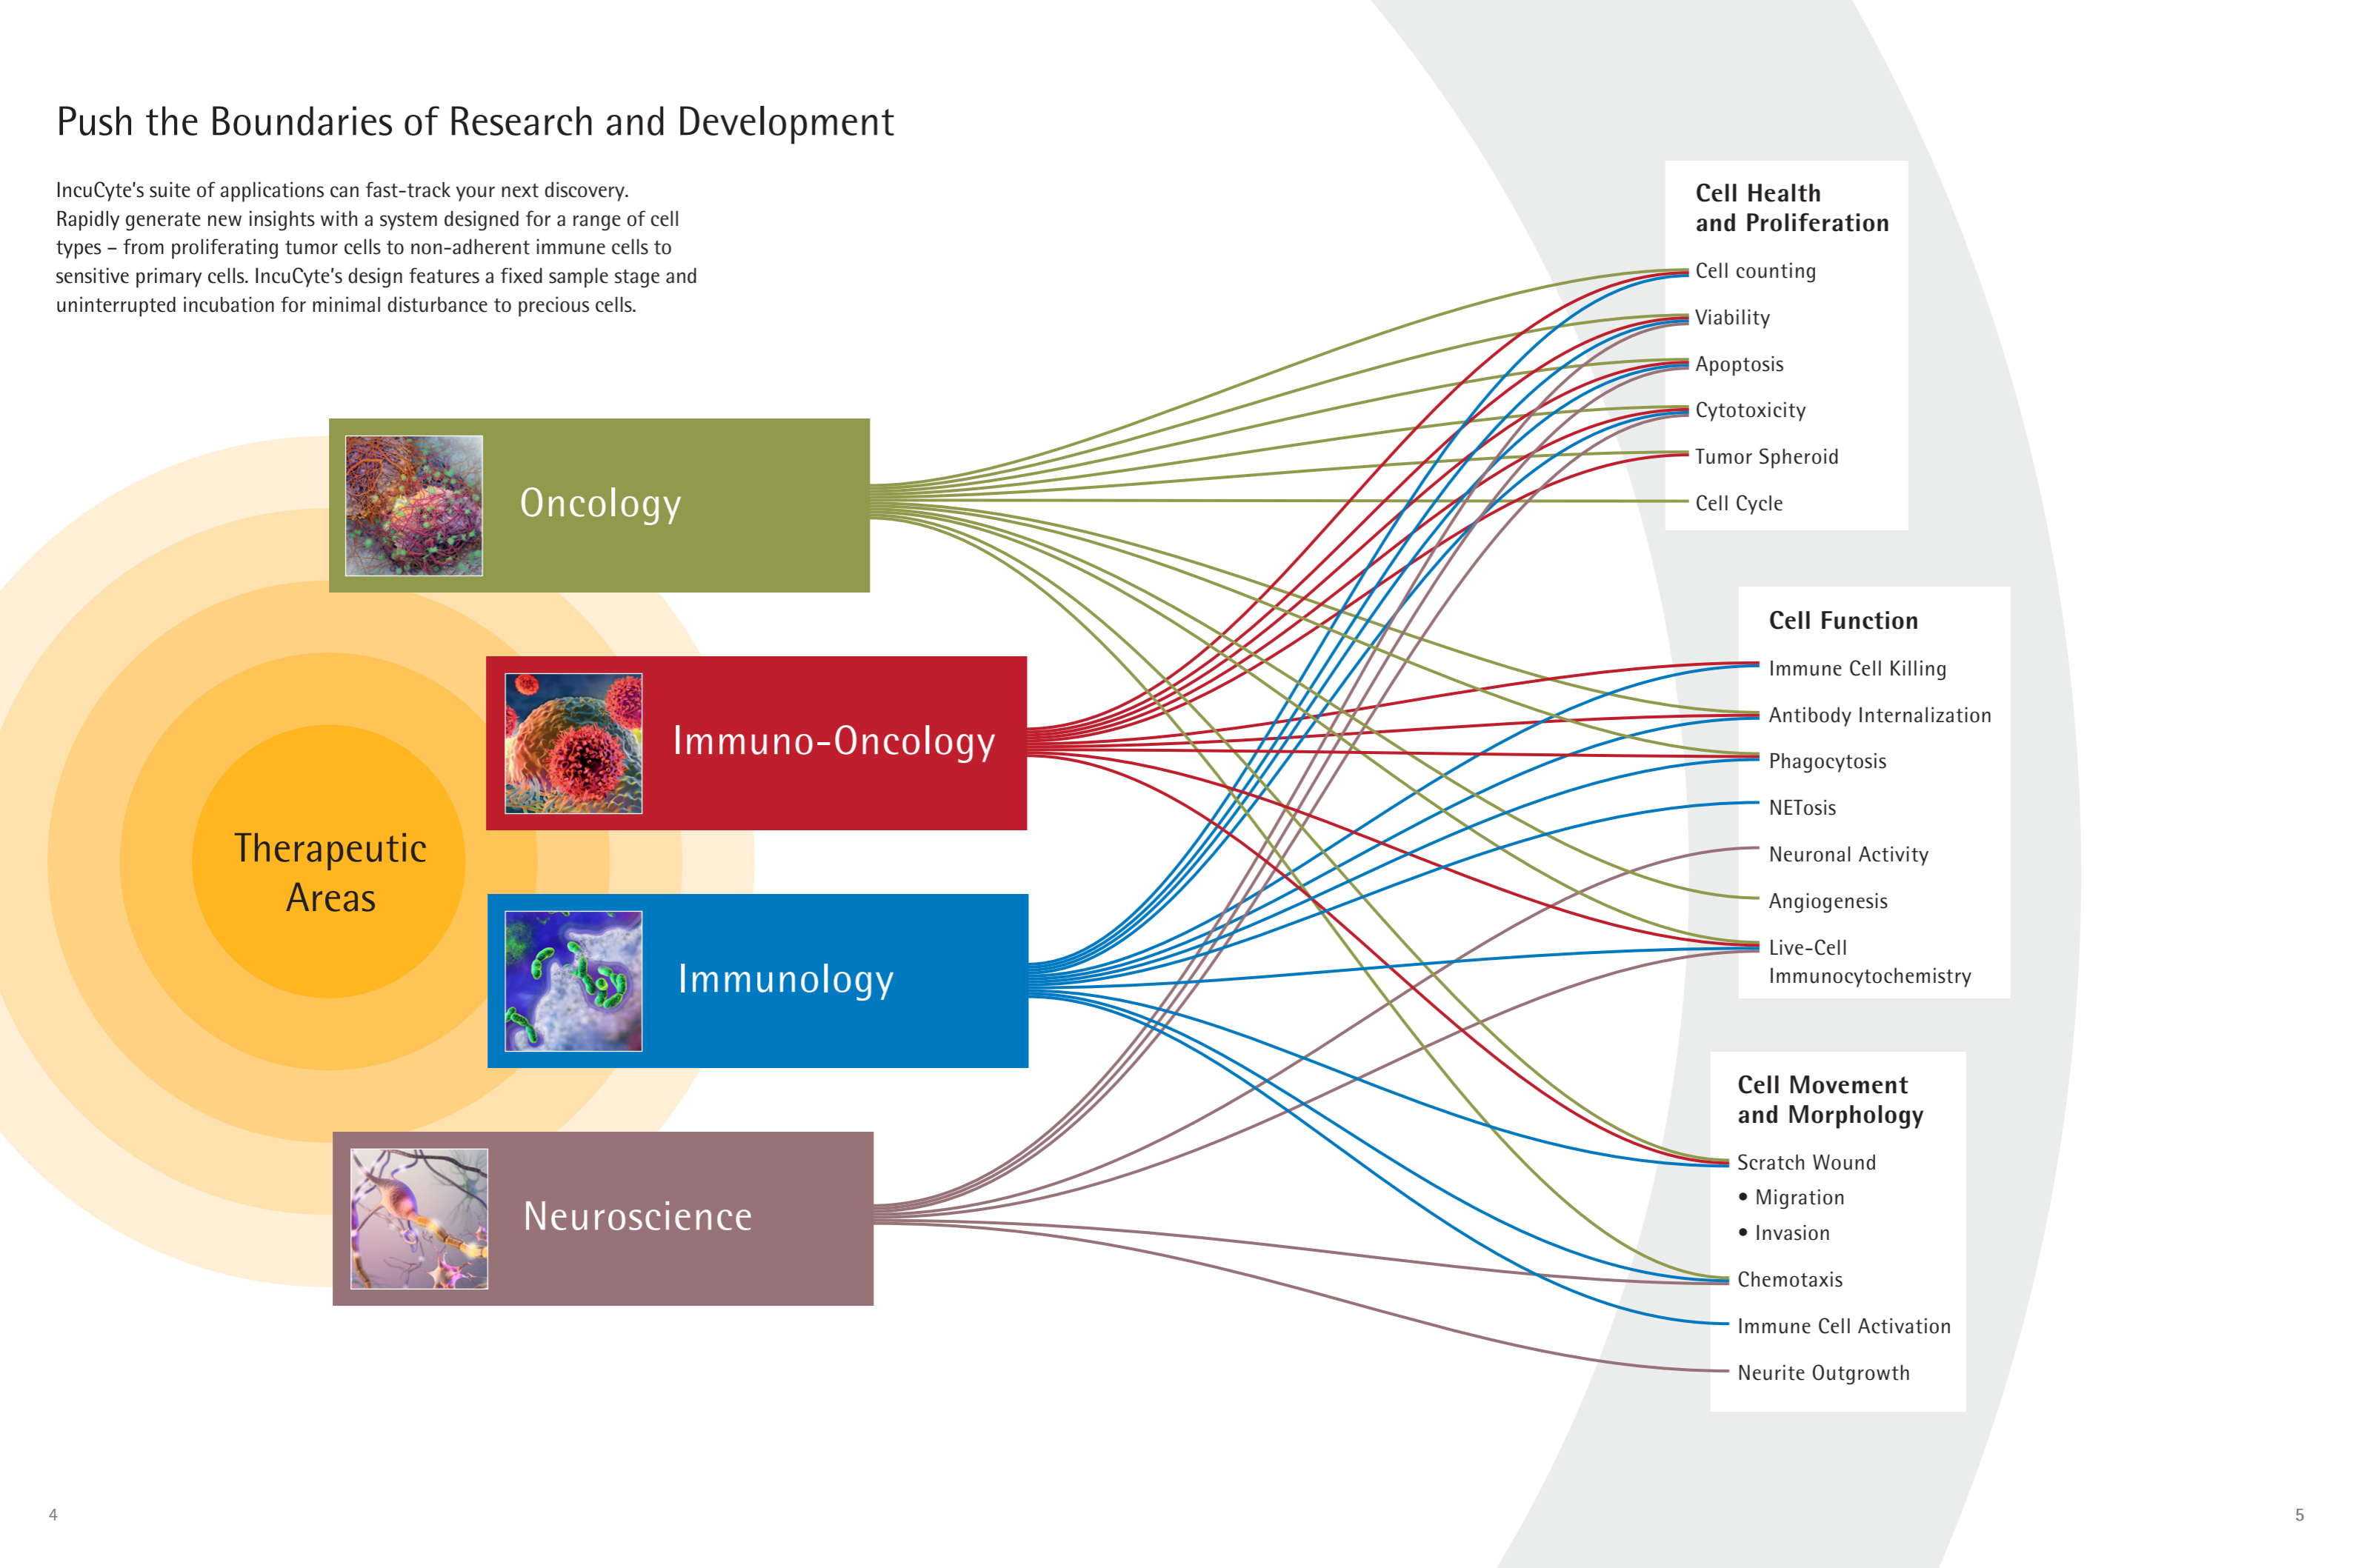 Push the Boundaries of Research and Development
IncuCyte's suite of applications can fast-track your next discovery.
Rapidly generate new insights with a system designed for a range of cell
types – from proliferating tumor cells to non-adherent immune cells to
sensitive primary cells. IncuCyte's design features a fixed sample stage and
uninterrupted incubation for minimal disturbance to precious cells.
Therapeutic
Areas
Oncology
Immuno-Oncology
Immunology
Neuroscience
Cell Health
and Proliferation
Cell counting
Viability
Apoptosis
Cytotoxicity
Tumor Spheroid
Cell Cycle
Cell Function
Immune Cell Killing
Antibody Internalization
Phagocytosis
NETosis
Neuronal Activity
Angiogenesis
Live-Cell
Immunocytochemistry
Cell Movement
and Morphology
Scratch Wound
• Migration
• Invasion
Chemotaxis
Immune Cell Activation
Neurite Outgrowth
4
5